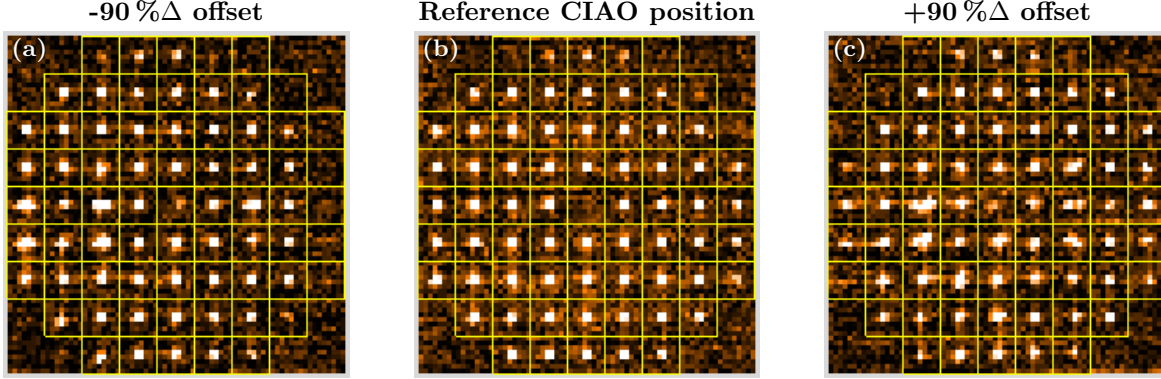 -90 %Δ offset
Reference CIAO position
+90 %Δ offset
(a)
(b)
(c)